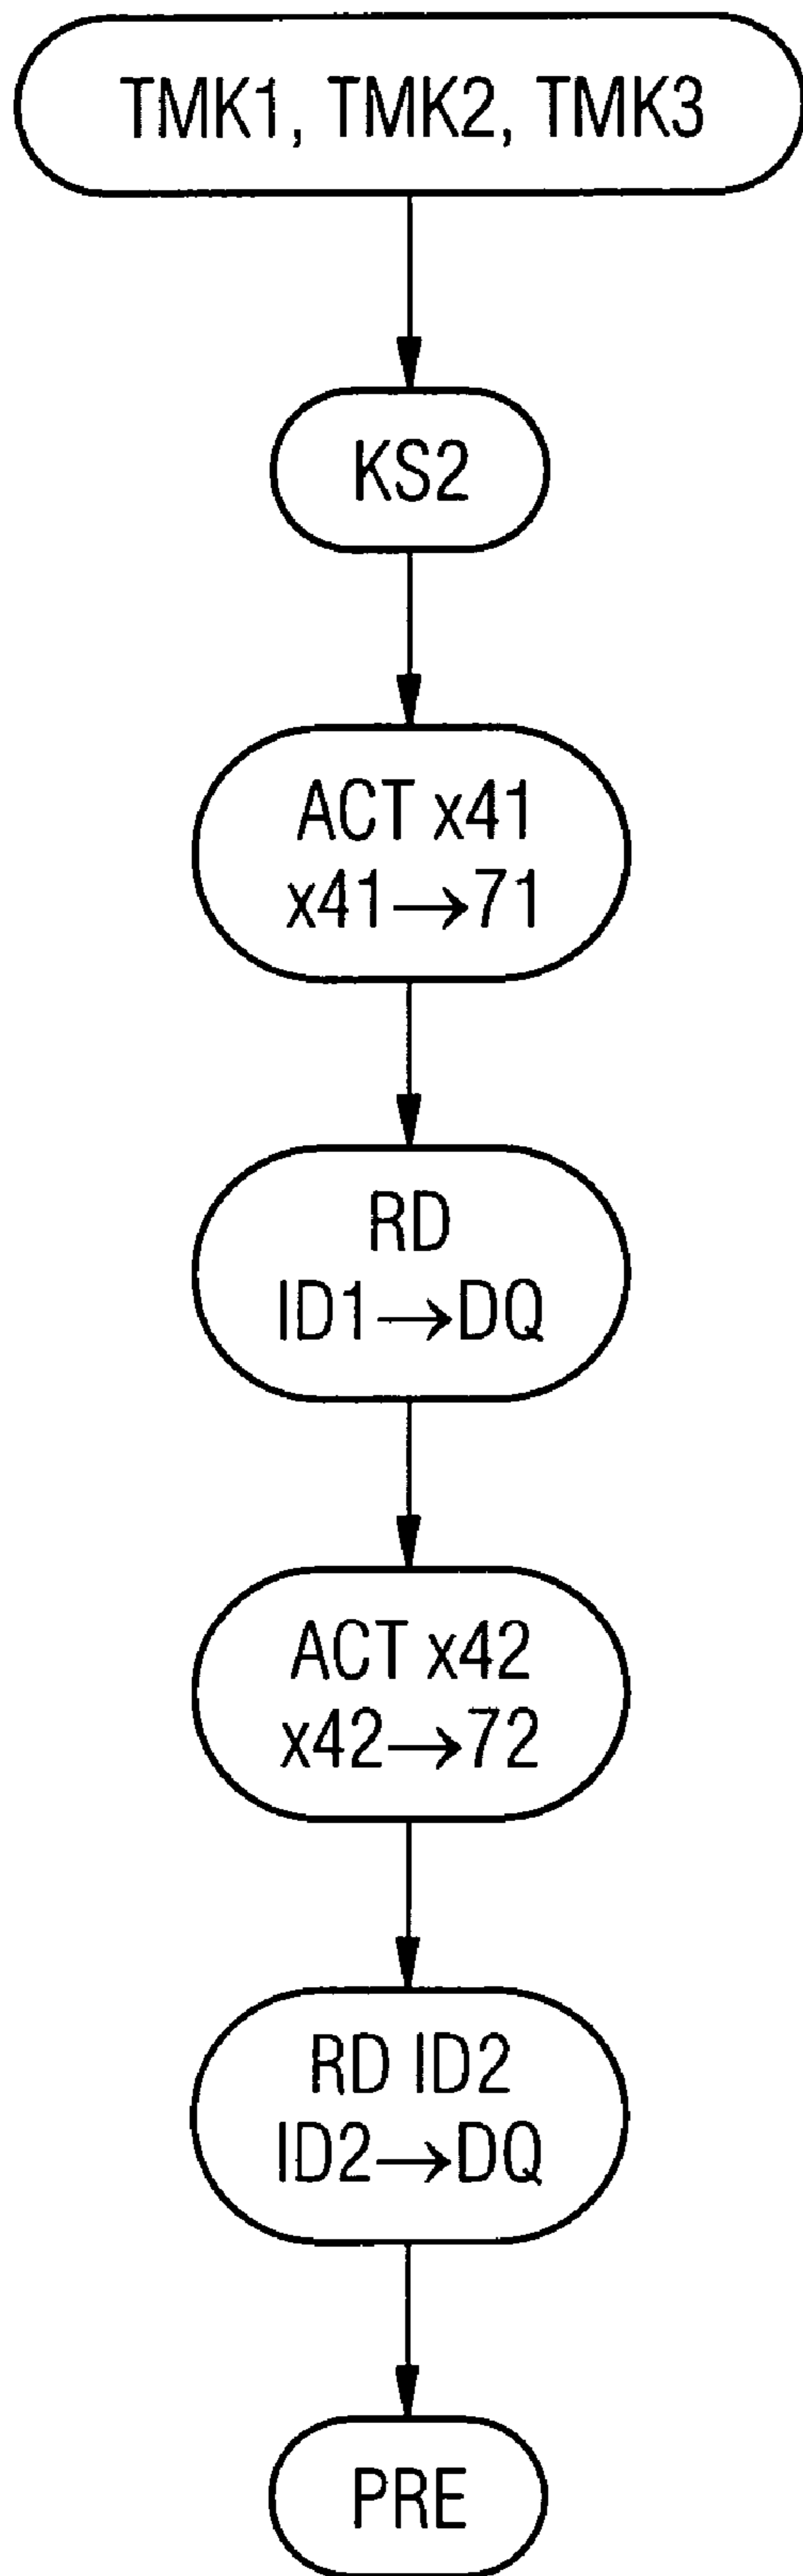 TMK1, TMK2, TMK3
KS2
ACT x41
x41→71
RD
ID1→DQ
ACT x42
x42→72
RD ID2
ID2→DQ
PRE